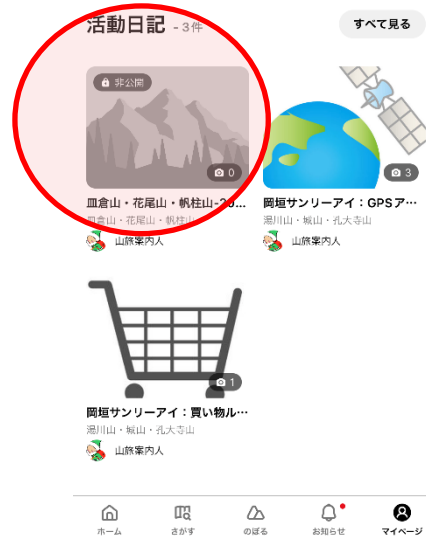 活動日記 - 3件
すべて見る
非公開
0
3
皿倉山・花尾山・帆柱山-20...
皿倉山・花尾山・帆柱山
山旅案内人
岡垣サンリーアイ：GPSア…
湯川山・城山・孔大寺山
山旅案内人
1
岡垣サンリーアイ：買い物ル…
湯川山・城山・孔大寺山
山旅案内人
ホーム
さがす
のぼる
お知らせ
マイページ